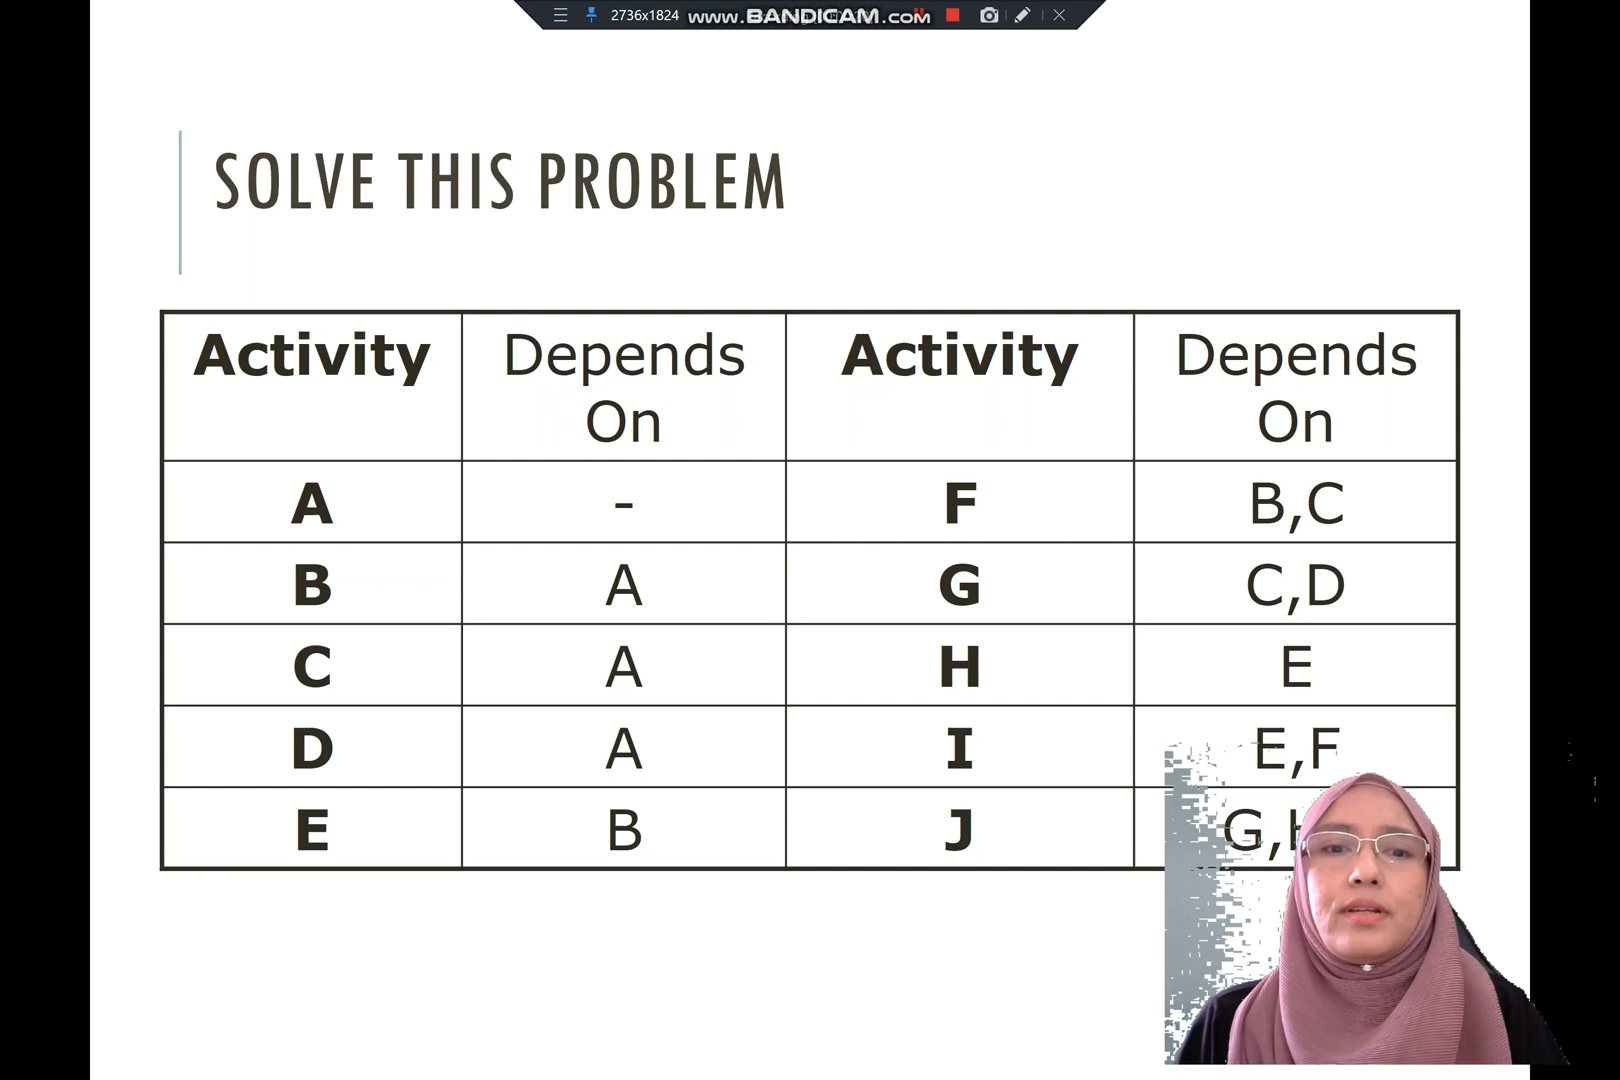 2736x1824 www.BANDICAM.com
SOLVE THIS PROBLEM
Activity Depends On Activity Depends On
A - F B,C
B A G C,D
C A H E
D A I E,F
E B J G,